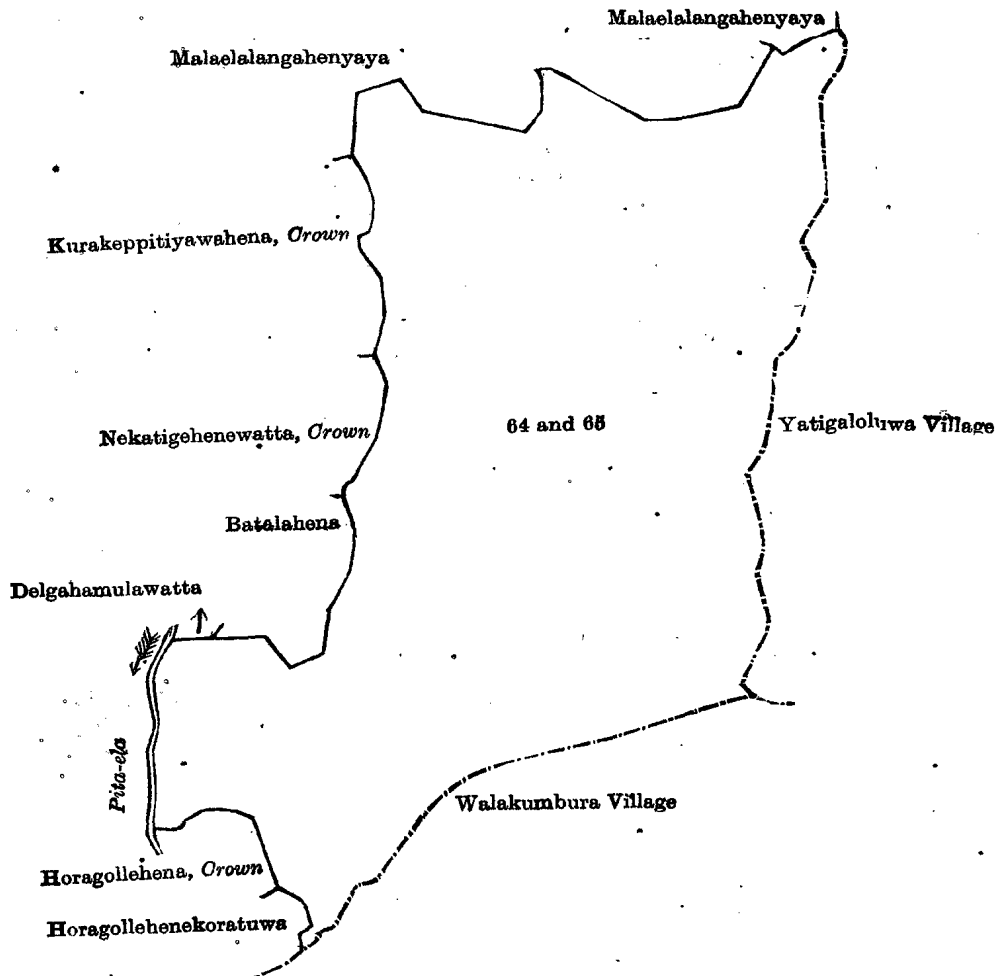 Malaelalangahenyaya
Malaelalangahenyaya
Kurakeppitiyawahena, Crown
64 and 65
Yatigaloluwa Village
Nekatigehenewatta, Crown
Batalahena
Delgahamulawatta
Pita-ela
Walakumbura Village
Horagollehena, Crown
Horagollehenekoratuwa